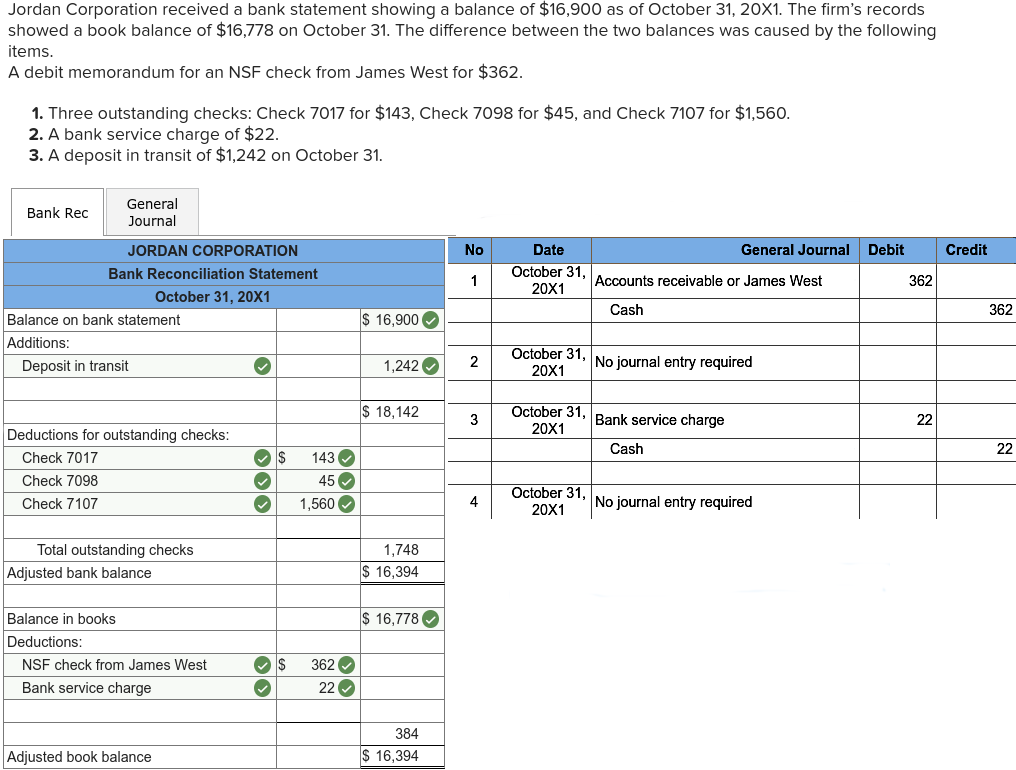 Jordan Corporation received a bank statement showing a balance of $16,900 as of October 31, 20X1. The firm's records
showed a book balance of $16,778 on October 31. The difference between the two balances was caused by the following
items.
A debit memorandum for an NSF check from James West for $362.
1. Three outstanding checks: Check 7017 for $143, Check 7098 for $45, and Check 7107 for $1,560.
2. A bank service charge of $22.
3. A deposit in transit of $1,242 on October 31.
Bank Rec
General
Journal
JORDAN CORPORATION
Bank Reconciliation Statement
October 31, 20X1
Balance on bank statement $ 16,900
Additions:
Deposit in transit 1,242
$ 18,142
Deductions for outstanding checks:
Check 7017 $ 143
Check 7098 45
Check 7107 1,560
Total outstanding checks 1,748
Adjusted bank balance $ 16,394
Balance in books $ 16,778
Deductions:
NSF check from James West $ 362
Bank service charge 22
384
Adjusted book balance $ 16,394
No Date General Journal Debit Credit
1 October 31, 20X1 Accounts receivable or James West 362
Cash 362
2 October 31, 20X1 No journal entry required
3 October 31, 20X1 Bank service charge 22
Cash 22
4 October 31, 20X1 No journal entry required